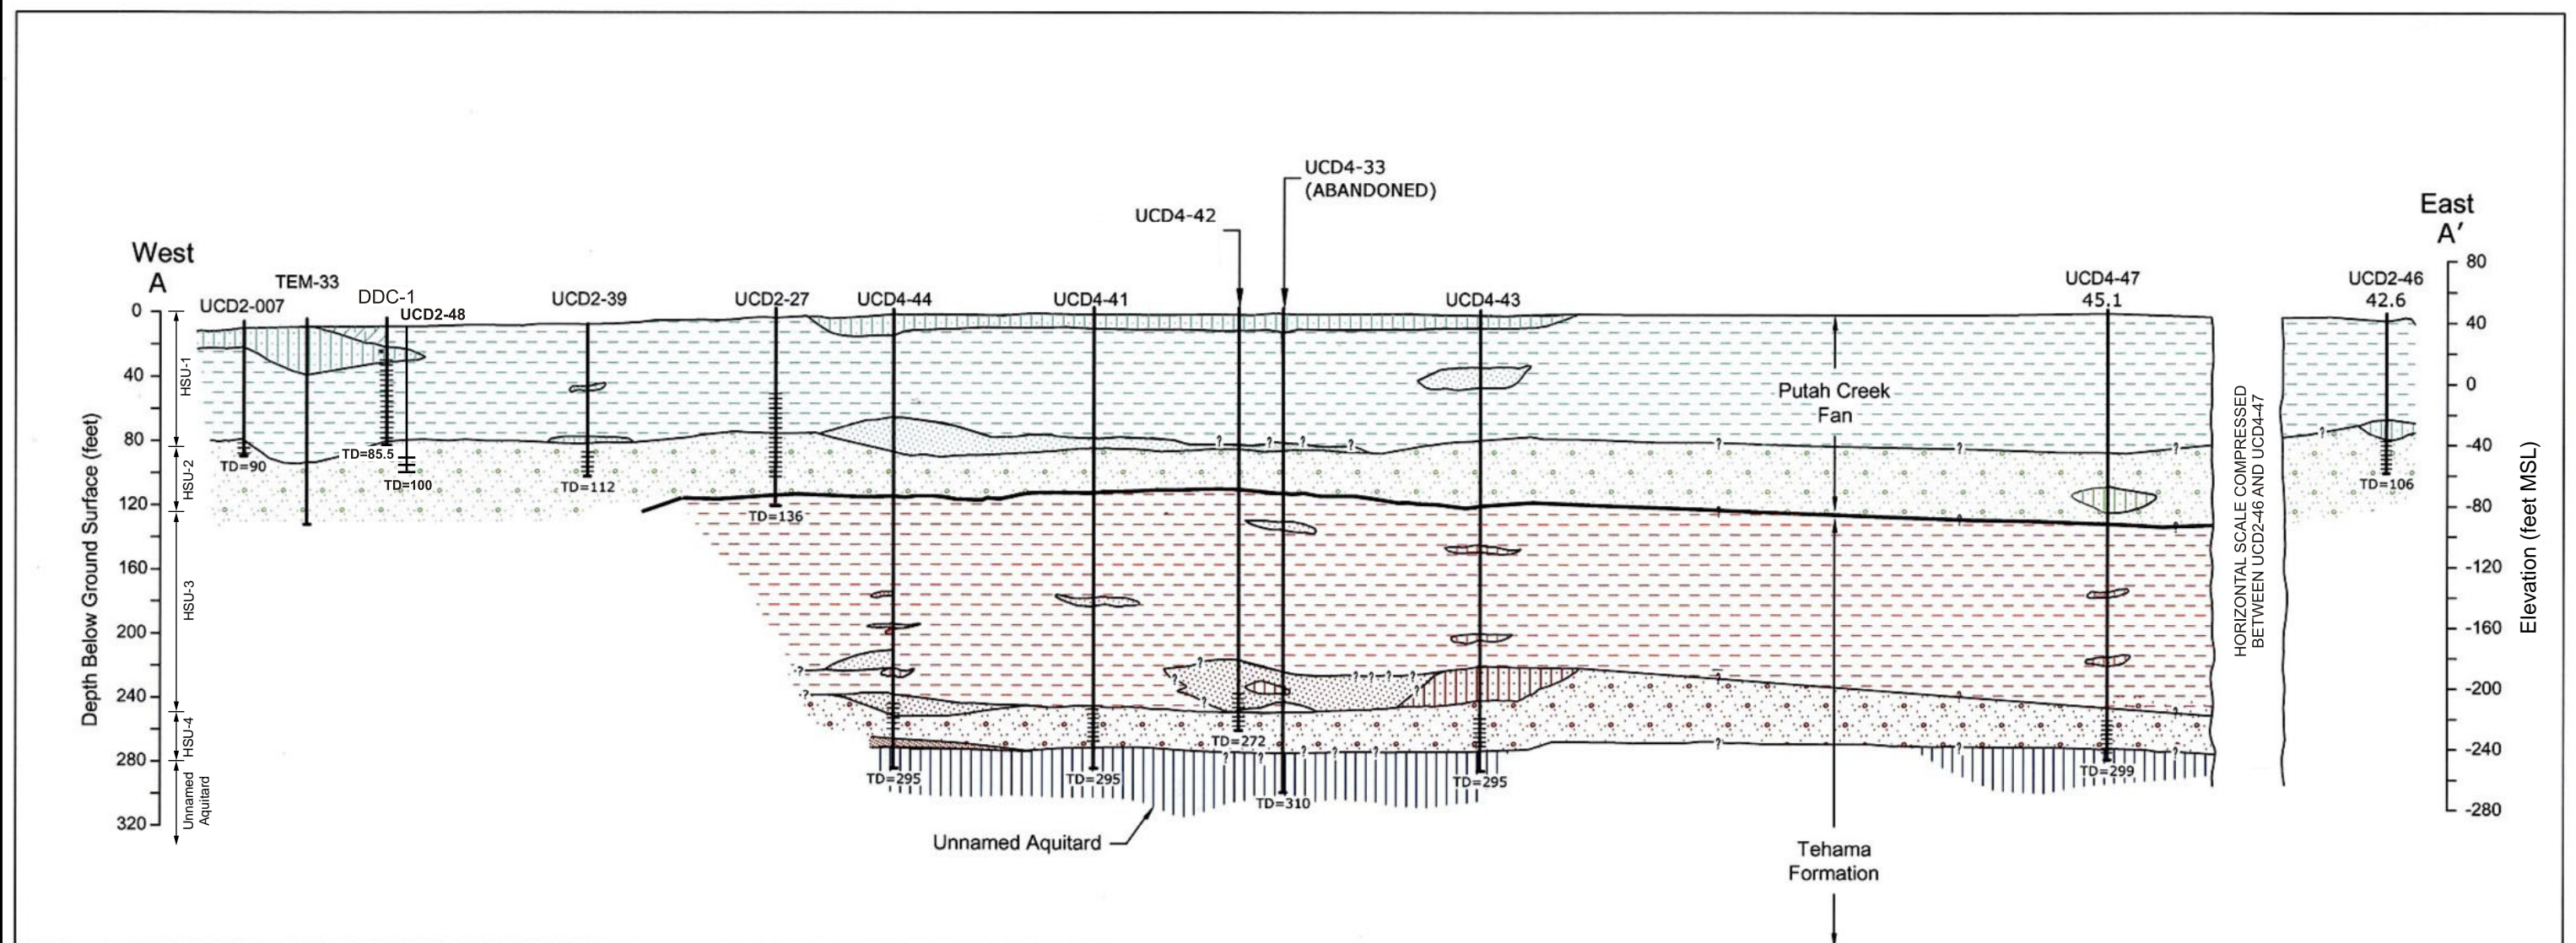 UCD4-33
(ABANDONED)
UCD4-42
West
A
East
A′
UCD2-007
TEM-33
DDC-1
UCD2-48
UCD2-39
UCD2-27
UCD4-44
UCD4-41
UCD4-43
UCD4-47
45.1
UCD2-46
42.6
Depth Below Ground Surface (feet)
0
40
80
120
160
200
240
280
320
HSU-1
HSU-2
HSU-3
HSU-4
Unnamed
Aquitard
TD=90
TD=85.5
TD=100
TD=112
TD=136
TD=295
TD=295
TD=272
TD=310
TD=295
TD=299
TD=106
Putah Creek
Fan
Unnamed Aquitard
Tehama
Formation
HORIZONTAL SCALE COMPRESSED
BETWEEN UCD2-46 AND UCD4-47
80
40
0
-40
-80
-120
-160
-200
-240
-280
Elevation (feet MSL)
? ? ? ? ? ? ?
? ? ?
? ? ? ? ? ? ? ? ? ? ? ?
? ? ? ? ? ? ? ? ?